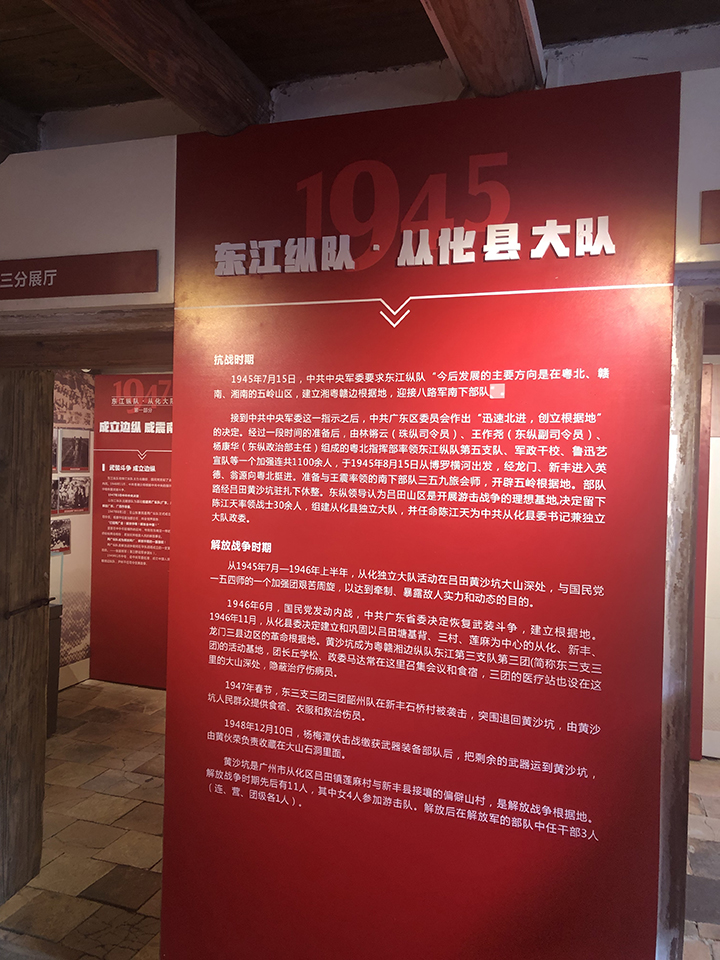 1945
东江纵队·从化县大队
三分展厅
抗战时期
1945年7月15日，中共中央军委要求东江纵队“今后发展的主要方向是在粤北、赣
南、湘南的五岭山区，建立湘粤赣边根据地，迎接八路军南下部队
接到中共中央军委这一指示之后，中共广东区委员会作出“迅速北进，创立根据地”
的决定。经过一段时间的准备后，由林锵云（珠纵司令员）、王作尧（东纵副司令员）、
杨康华（东纵政治部主任）组成的粤北指挥部率领东江纵队第五支队、军政干校、鲁迅艺
宣队等一个加强连共1100余人，于1945年8月15日从博罗横河出发，经龙门、新丰进入英
德、翁源向粤北挺进。准备与王震率领的南下部队三五九旅会师，开辟五岭根据地。部队
路经吕田黄沙坑驻扎下休整。东纵领导认为吕田山区是开展游击战争的理想基地,决定留下
陈江天率领战士30余人，组建从化县独立大队，并任命陈江天为中共从化县委书记兼独立
大队政委。
解放战争时期
从1945年7月—1946年上半年，从化独立大队活动在吕田黄沙坑大山深处，与国民党
一五四师的一个加强团艰苦周旋，以达到牵制、暴露敌人实力和动态的目的。
1946年6月，国民党发动内战，中共广东省委决定恢复武装斗争，建立根据地。
1946年11月，从化县委决定建立和巩固以吕田塘基背、三村、莲麻为中心的从化、新丰、
龙门三县边区的革命根据地。黄沙坑成为粤赣湘边纵队东江第三支队第三团(简称东三支三
团)的活动基地，团长丘学松、政委马达常在这里召集会议和食宿，三团的医疗站也设在这
里的大山深处，隐蔽治疗伤病员。
1947年春节，东三支三团三团韶州队在新丰石桥村被袭击，突围退回黄沙坑，由黄沙
坑人民群众提供食宿、衣服和救治伤员。
1948年12月10日，杨梅潭伏击战缴获武器装备部队后，把剩余的武器运到黄沙坑，
由黄伙荣负责收藏在大山石洞里面。
黄沙坑是广州市从化区吕田镇莲麻村与新丰县接壤的偏僻山村，是解放战争根据地。
解放战争时期先后有11人，其中女4人参加游击队。解放后在解放军的部队中任干部3人
（连、营、团级各1人）。
1947
东江纵队·从化大队
第一部分
成立边纵 威震南
武装斗争 成立边纵